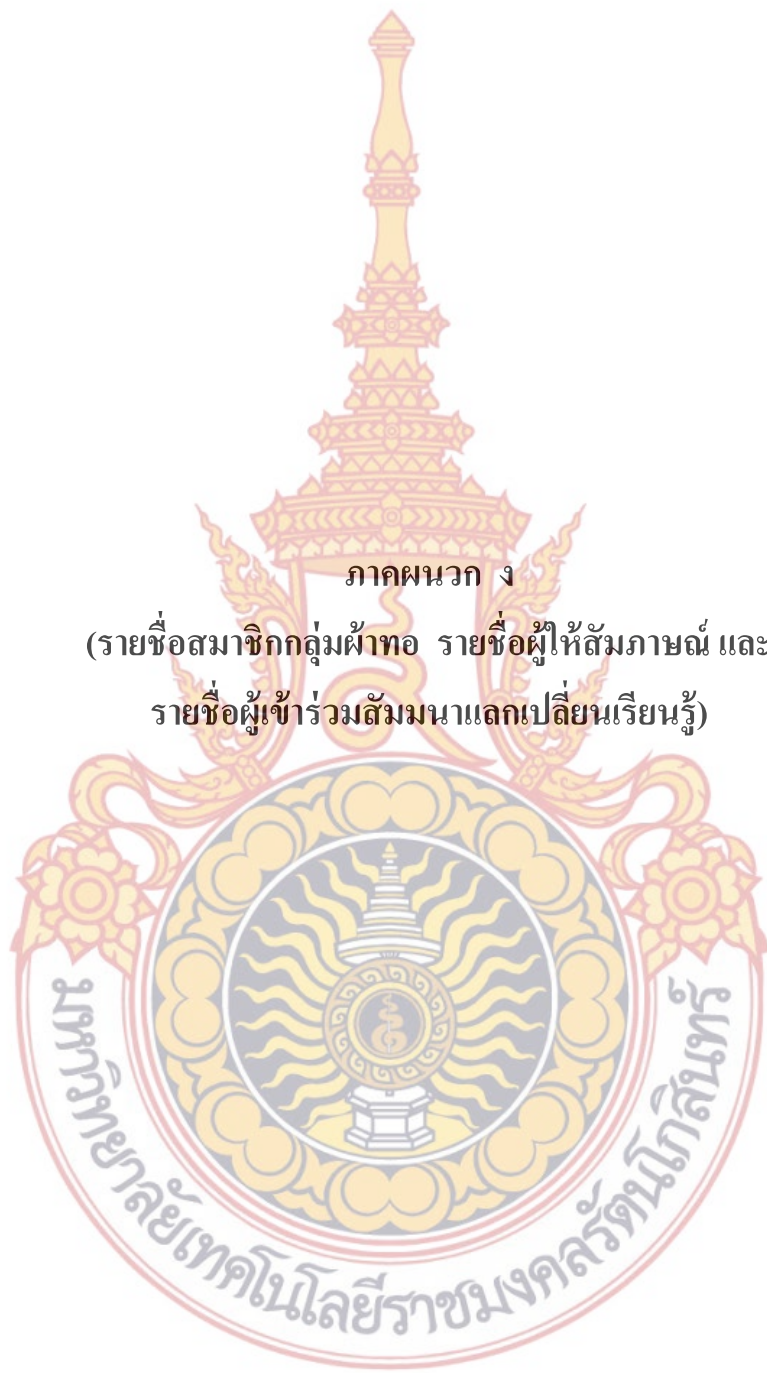 ภาคผนวก ง
(รายชื่อสมาชิกกลุ่มผ้าทอ รายชื่อผู้ให้สัมภาษณ์ และ
รายชื่อผู้เข้าร่วมสัมมนาแลกเปลี่ยนเรียนรู้)
มหาวิทยาลัยเทคโนโลยีราชมงคลรัตนโกสินทร์